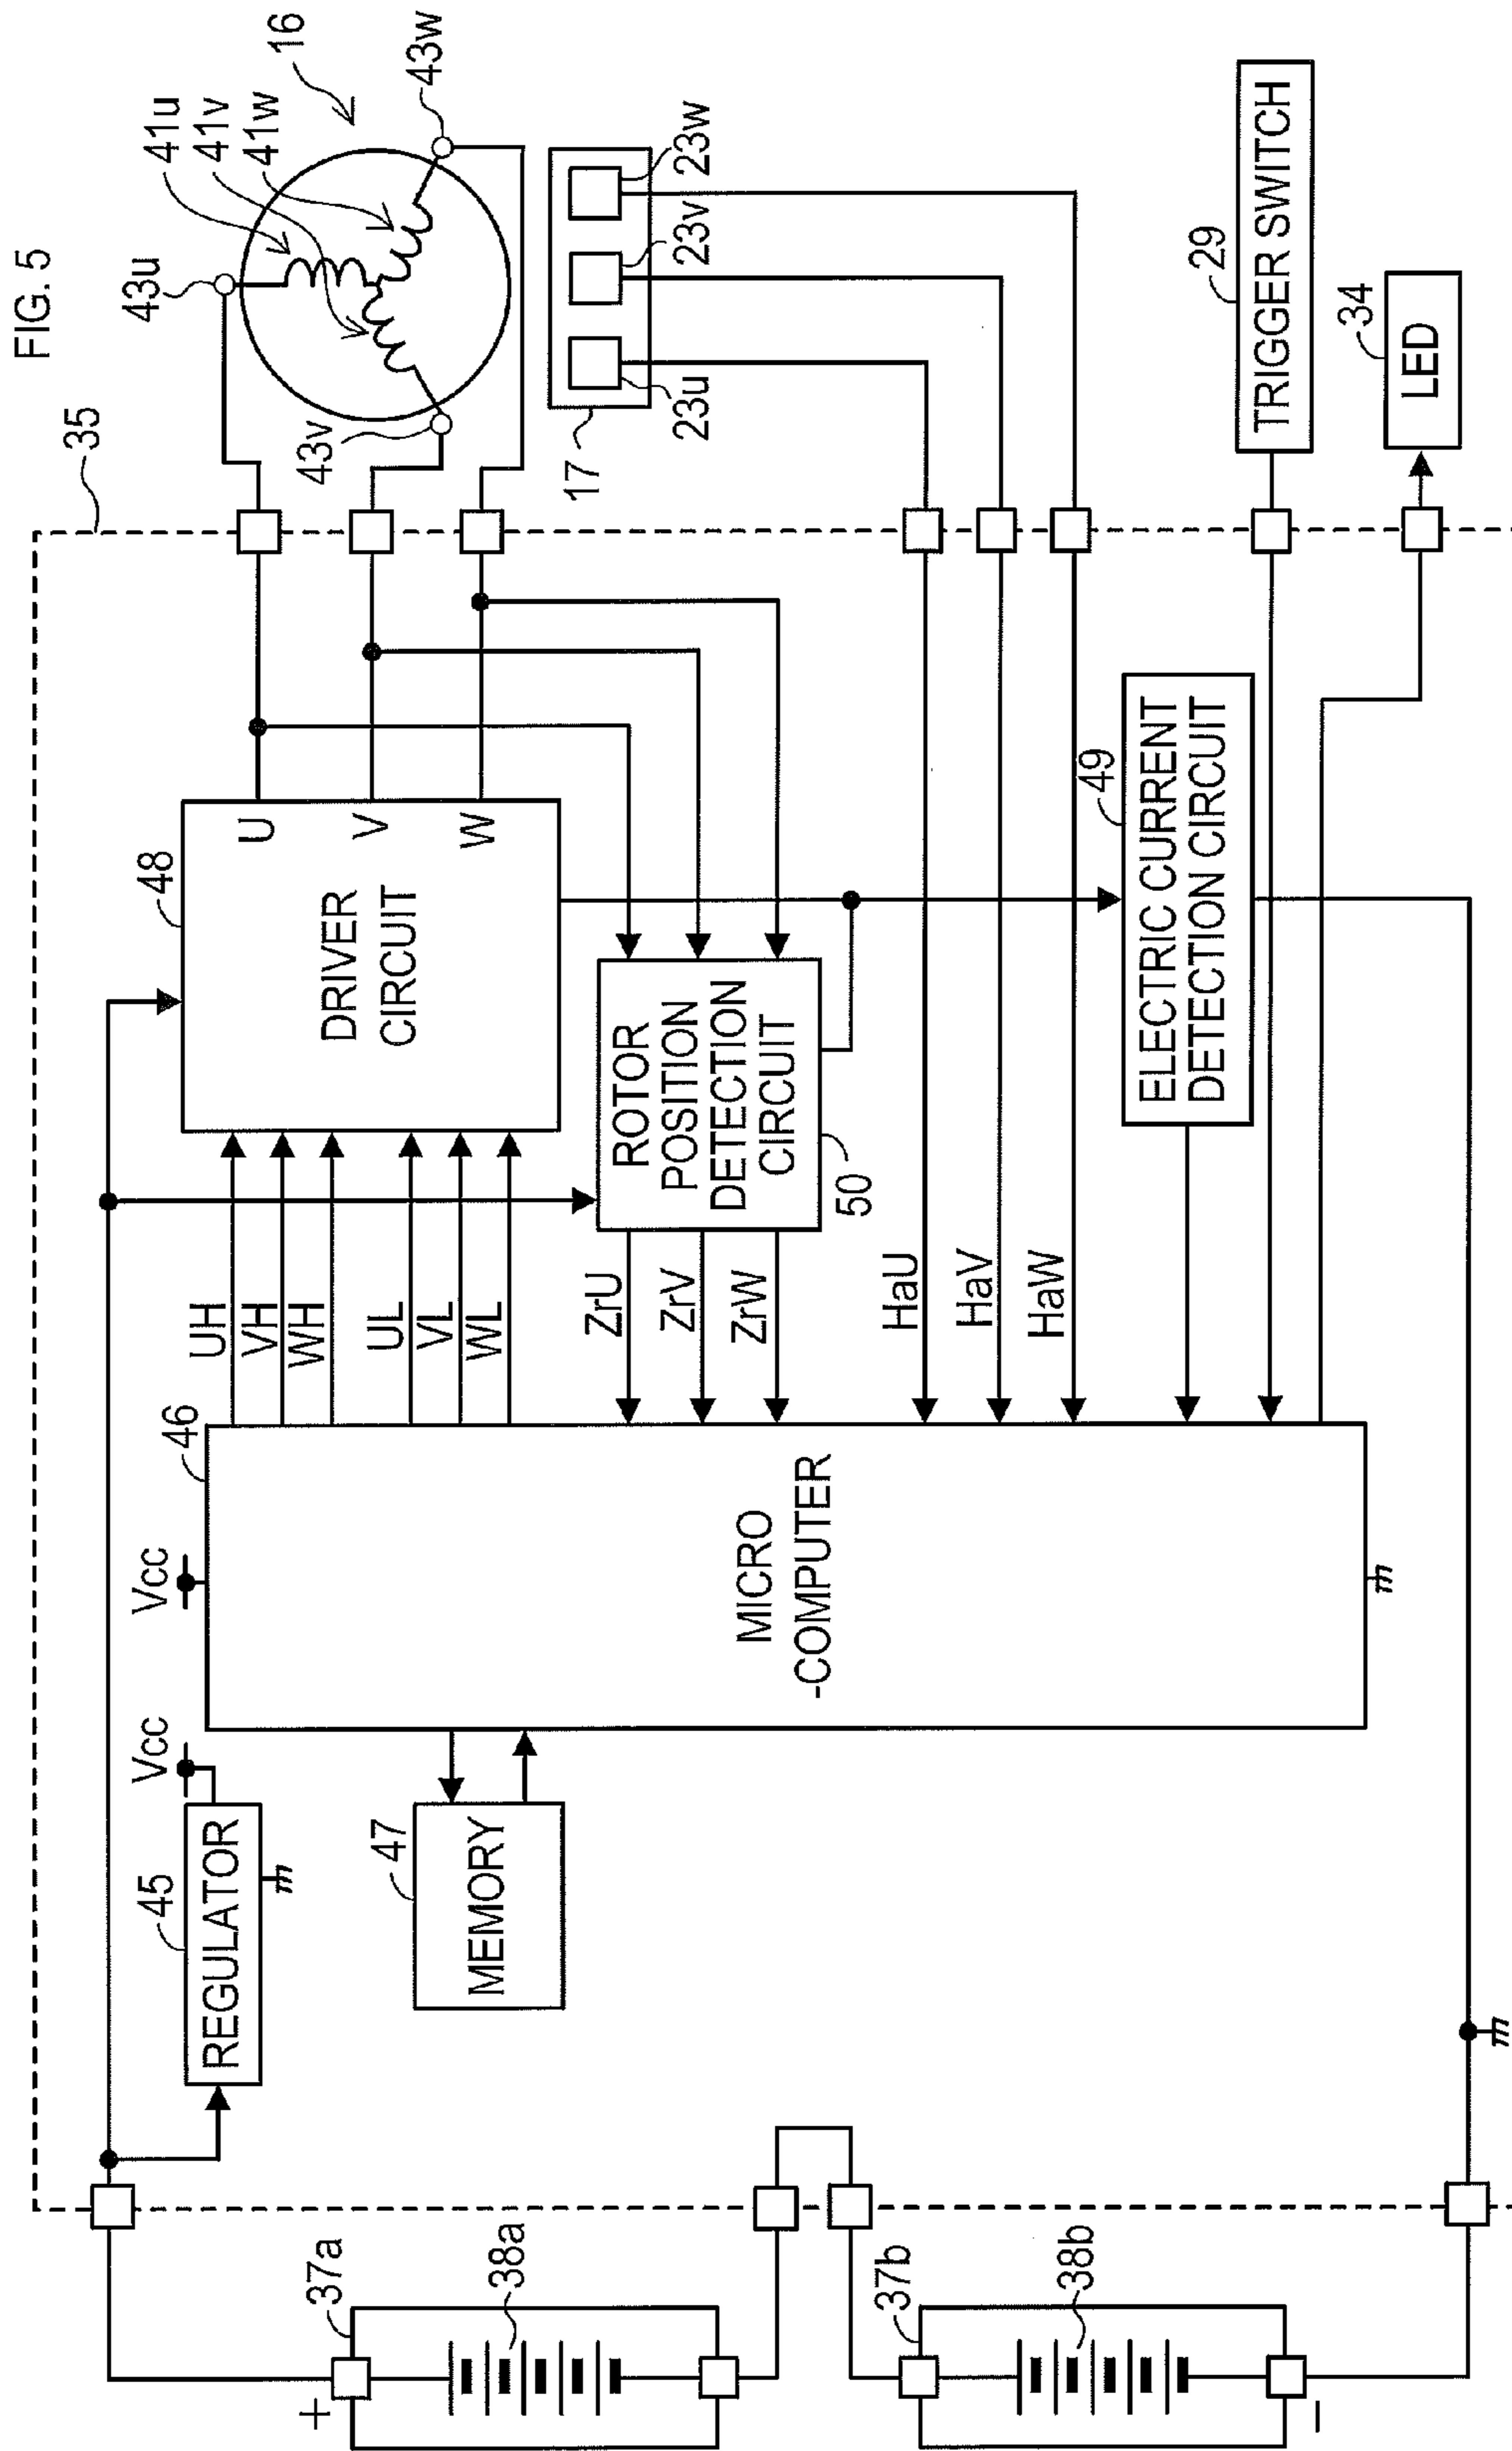 FIG. 5
35
16
41u
41v
41w
43u
43v
43w
17
23u
23v
23w
29
TRIGGER SWITCH
34
LED
48
DRIVER
CIRCUIT
U
V
W
UH
VH
WH
UL
VL
WL
ROTOR
POSITION
DETECTION
CIRCUIT
50
ZrU
ZrV
ZrW
HaU
HaV
HaW
49
ELECTRIC CURRENT
DETECTION CIRCUIT
46
Vcc
MICRO
-COMPUTER
Vcc
45
REGULATOR
47
MEMORY
37a
+
38a
37b
38b
−